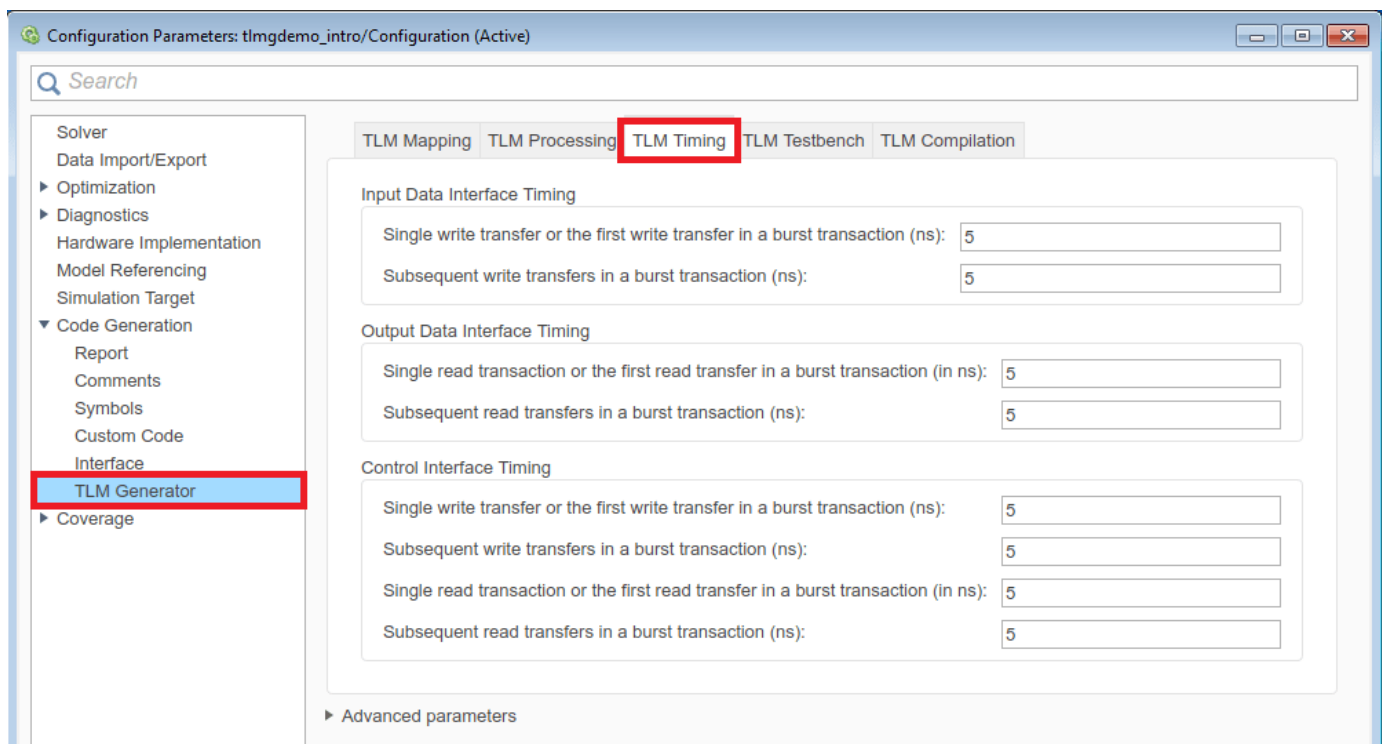 Configuration Parameters: tlmgdemo_intro/Configuration (Active)
Search
Solver
Data Import/Export
Optimization
Diagnostics
Hardware Implementation
Model Referencing
Simulation Target
Code Generation
Report
Comments
Symbols
Custom Code
Interface
TLM Generator
Coverage
TLM Mapping TLM Processing TLM Timing TLM Testbench TLM Compilation
Input Data Interface Timing
Single write transfer or the first write transfer in a burst transaction (ns): 5
Subsequent write transfers in a burst transaction (ns): 5
Output Data Interface Timing
Single read transaction or the first read transfer in a burst transaction (in ns): 5
Subsequent read transfers in a burst transaction (ns): 5
Control Interface Timing
Single write transfer or the first write transfer in a burst transaction (ns): 5
Subsequent write transfers in a burst transaction (ns): 5
Single read transaction or the first read transfer in a burst transaction (in ns): 5
Subsequent read transfers in a burst transaction (ns): 5
Advanced parameters